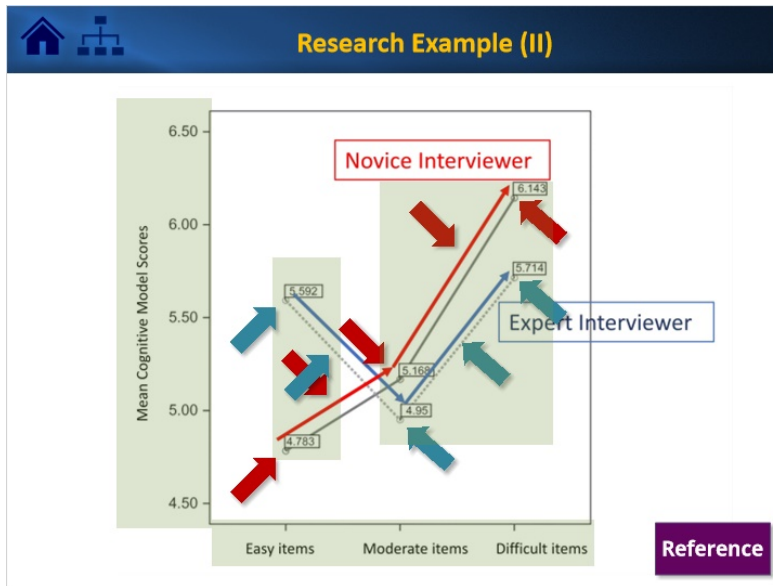 Research Example (II)
6.50
Novice Interviewer
6.143
6.00
5.714
5.592
5.50
Expert Interviewer
Mean Cognitive Model Scores
5.168
5.00
4.95
4.783
4.50
Easy items
Moderate items
Difficult items
Reference